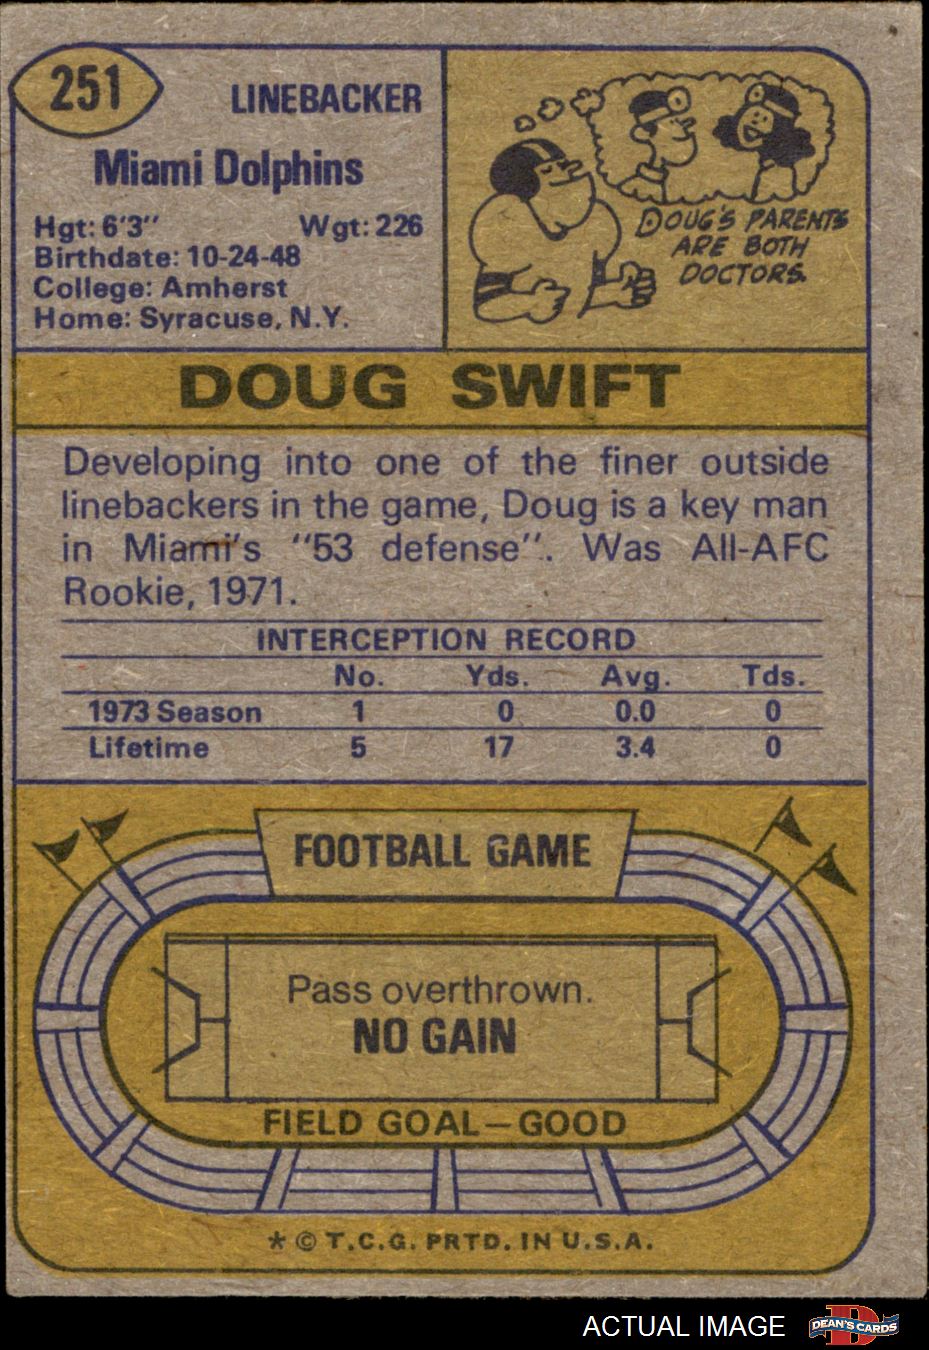 251
LINEBACKER
Miami Dolphins
Hgt: 6'3" Wgt: 226
Birthdate: 10-24-48
College: Amherst
Home: Syracuse, N.Y.
DOUG'S PARENTS
ARE BOTH
DOCTORS.
DOUG SWIFT
Developing into one of the finer outside
linebackers in the game, Doug is a key man
in Miami's "53 defense". Was All-AFC
Rookie, 1971.
INTERCEPTION RECORD
No. Yds. Avg. Tds.
1973 Season 1 0 0.0 0
Lifetime 5 17 3.4 0
FOOTBALL GAME
Pass overthrown.
NO GAIN
FIELD GOAL—GOOD
* © T.C.G. PRTD. IN U.S.A.
ACTUAL IMAGE
D
DEAN'S CARDS